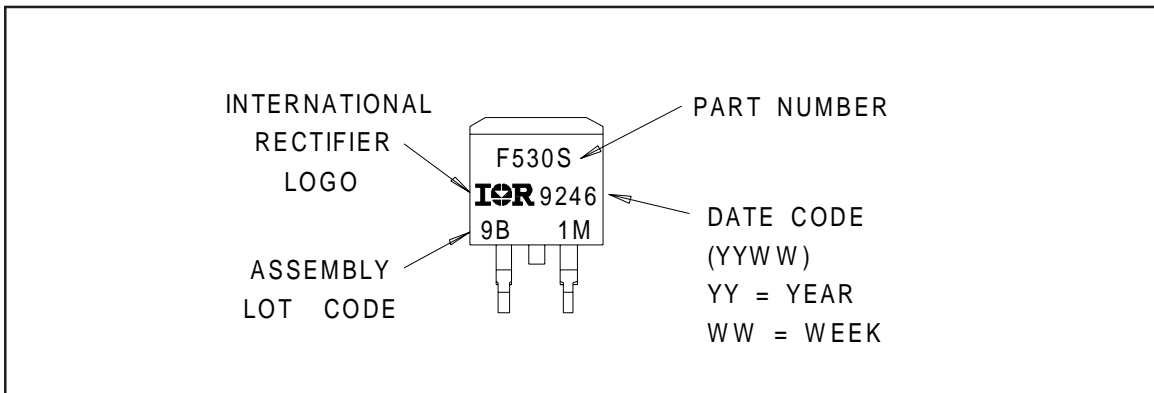 INTERNATIONAL
RECTIFIER
LOGO
ASSEMBLY
LOT CODE
F530S
IOR 9246
9B 1M
PART NUMBER
DATE CODE
(YYWW)
YY = YEAR
WW = WEEK